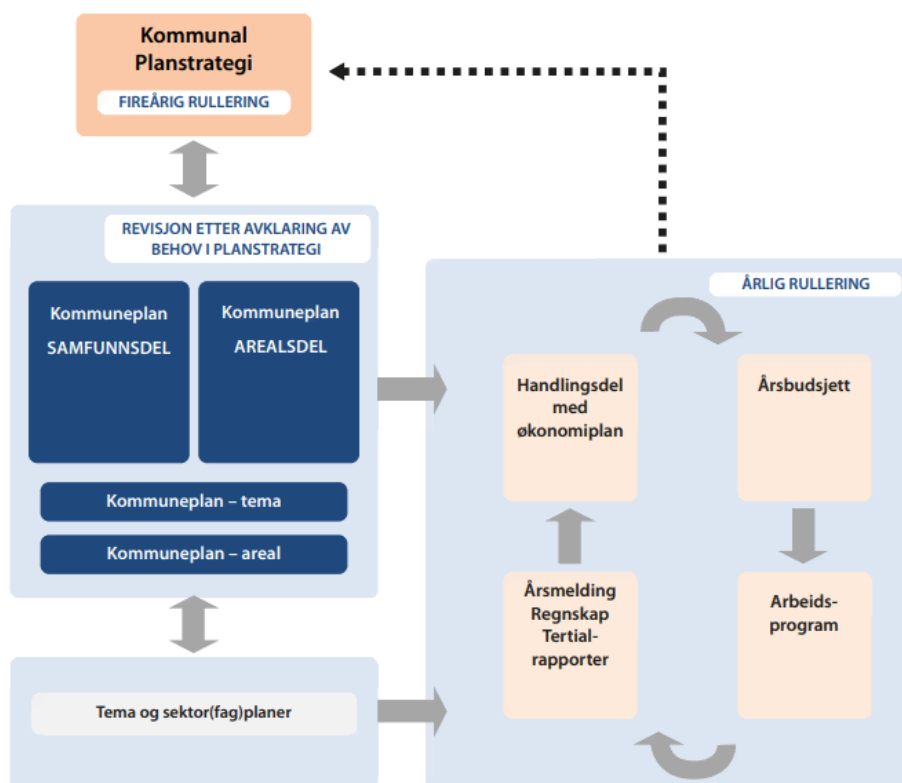 Kommunal
Planstrategi
FIREÅRIG RULLERING
REVISJON ETTER AVKLARING AV
BEHOV I PLANSTRATEGI
Kommuneplan
SAMFUNNSDEL
Kommuneplan
AREALSDEL
Kommuneplan – tema
Kommuneplan – areal
Tema og sektor(fag)planer
ÅRLIG RULLERING
Handlingsdel
med
økonomiplan
Årsbudsjett
Årsmelding
Regnskap
Tertial-
rapporter
Arbeids-
program